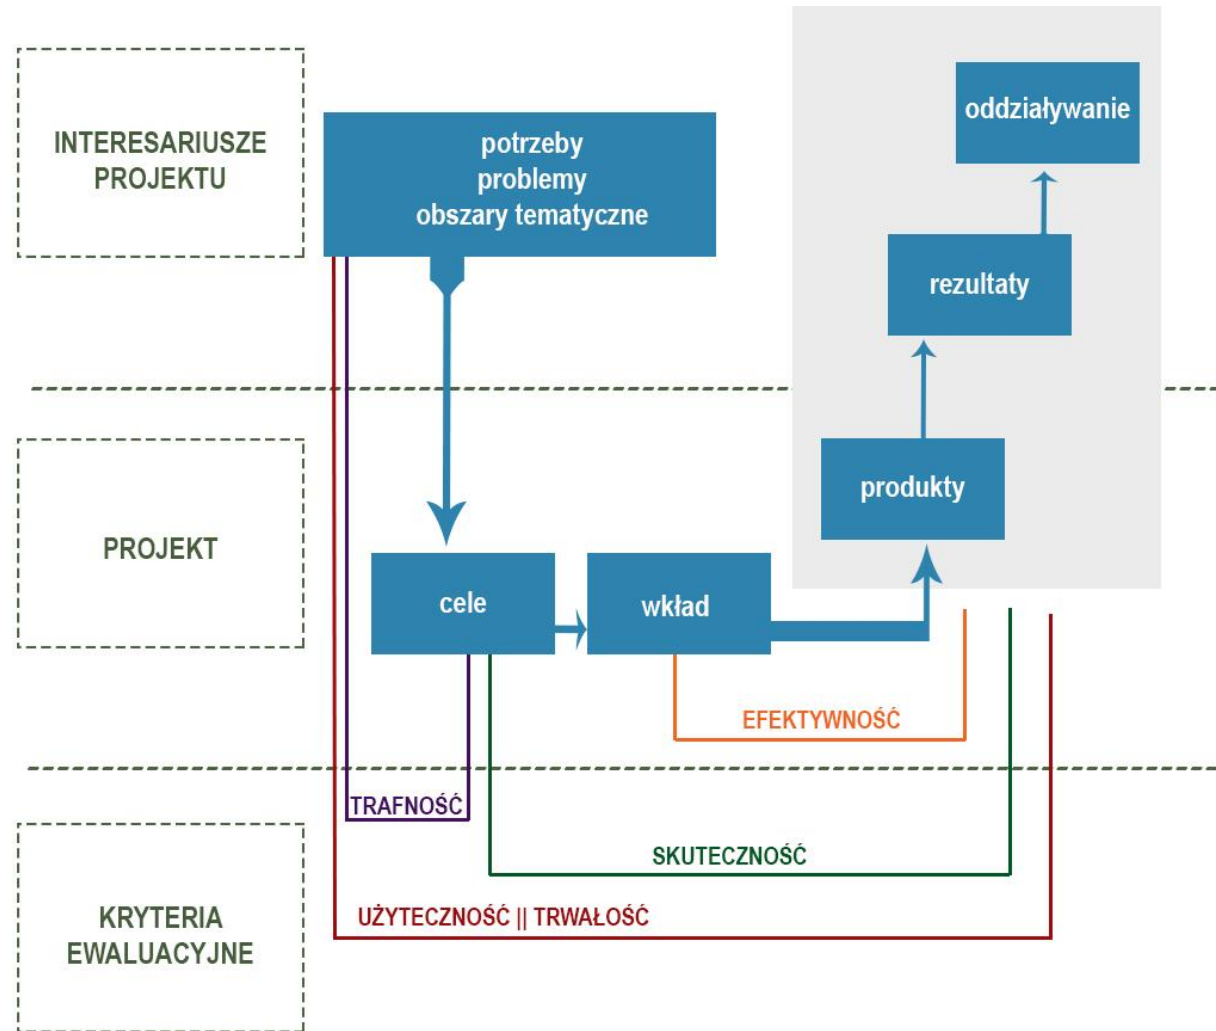 oddziaływanie
INTERESARIUSZE
PROJEKTU
potrzeby
problemy
obszary tematyczne
rezultaty
produkty
PROJEKT
cele
wkład
EFEKTYWNOŚĆ
TRAFNOŚĆ
SKUTECZNOŚĆ
KRYTERIA
EWALUACYJNE
UŻYTECZNOŚĆ || TRWAŁOŚĆ